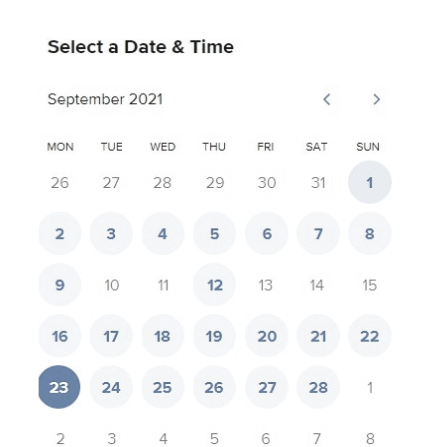 Select a Date & Time
September 2021
MON TUE WED THU FRI SAT SUN
26 27 28 29 30 31 1
2 3 4 5 6 7 8
9 10 11 12 13 14 15
16 17 18 19 20 21 22
23 24 25 26 27 28 1
2 3 4 5 6 7 8